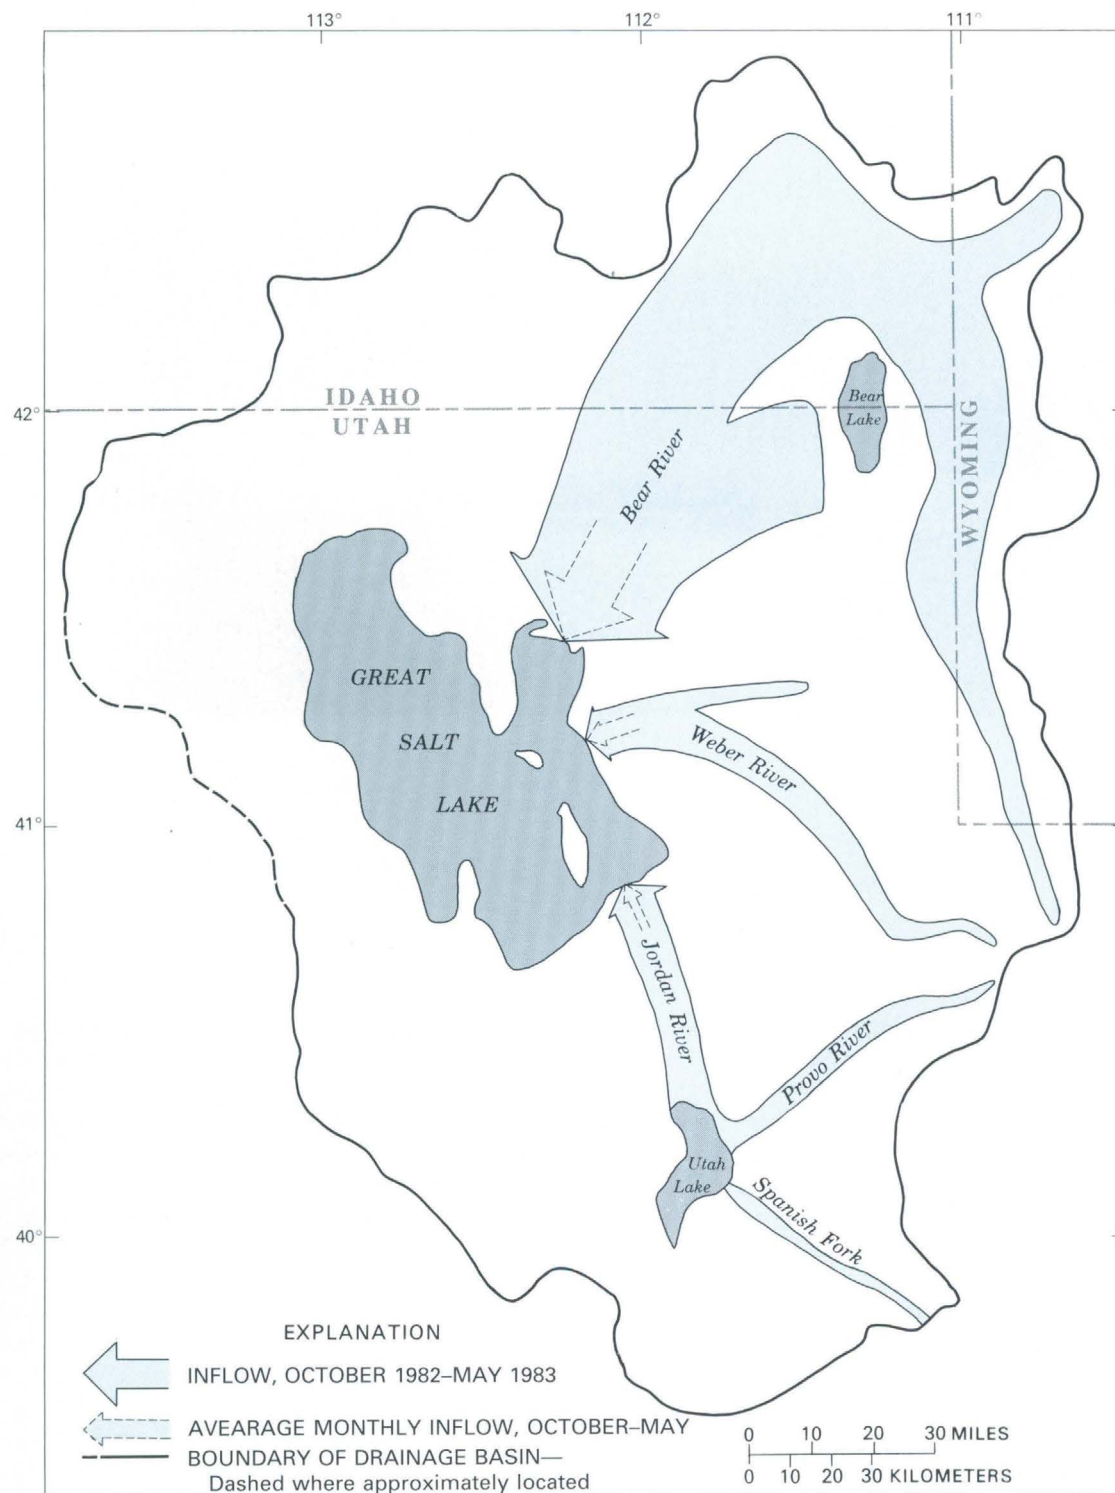 113°
112°
111°
42°
IDAHO
UTAH
Bear
Lake
WYOMING
Bear River
GREAT
SALT
LAKE
Weber River
41°
Jordan River
Provo River
Utah
Lake
Spanish Fork
40°
EXPLANATION
INFLOW, OCTOBER 1982–MAY 1983
AVEARAGE MONTHLY INFLOW, OCTOBER–MAY
BOUNDARY OF DRAINAGE BASIN—
Dashed where approximately located
0 10 20 30 MILES
0 10 20 30 KILOMETERS